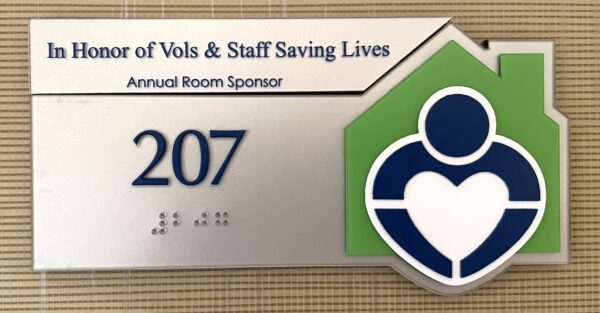 In Honor of Vols & Staff Saving Lives
Annual Room Sponsor
207